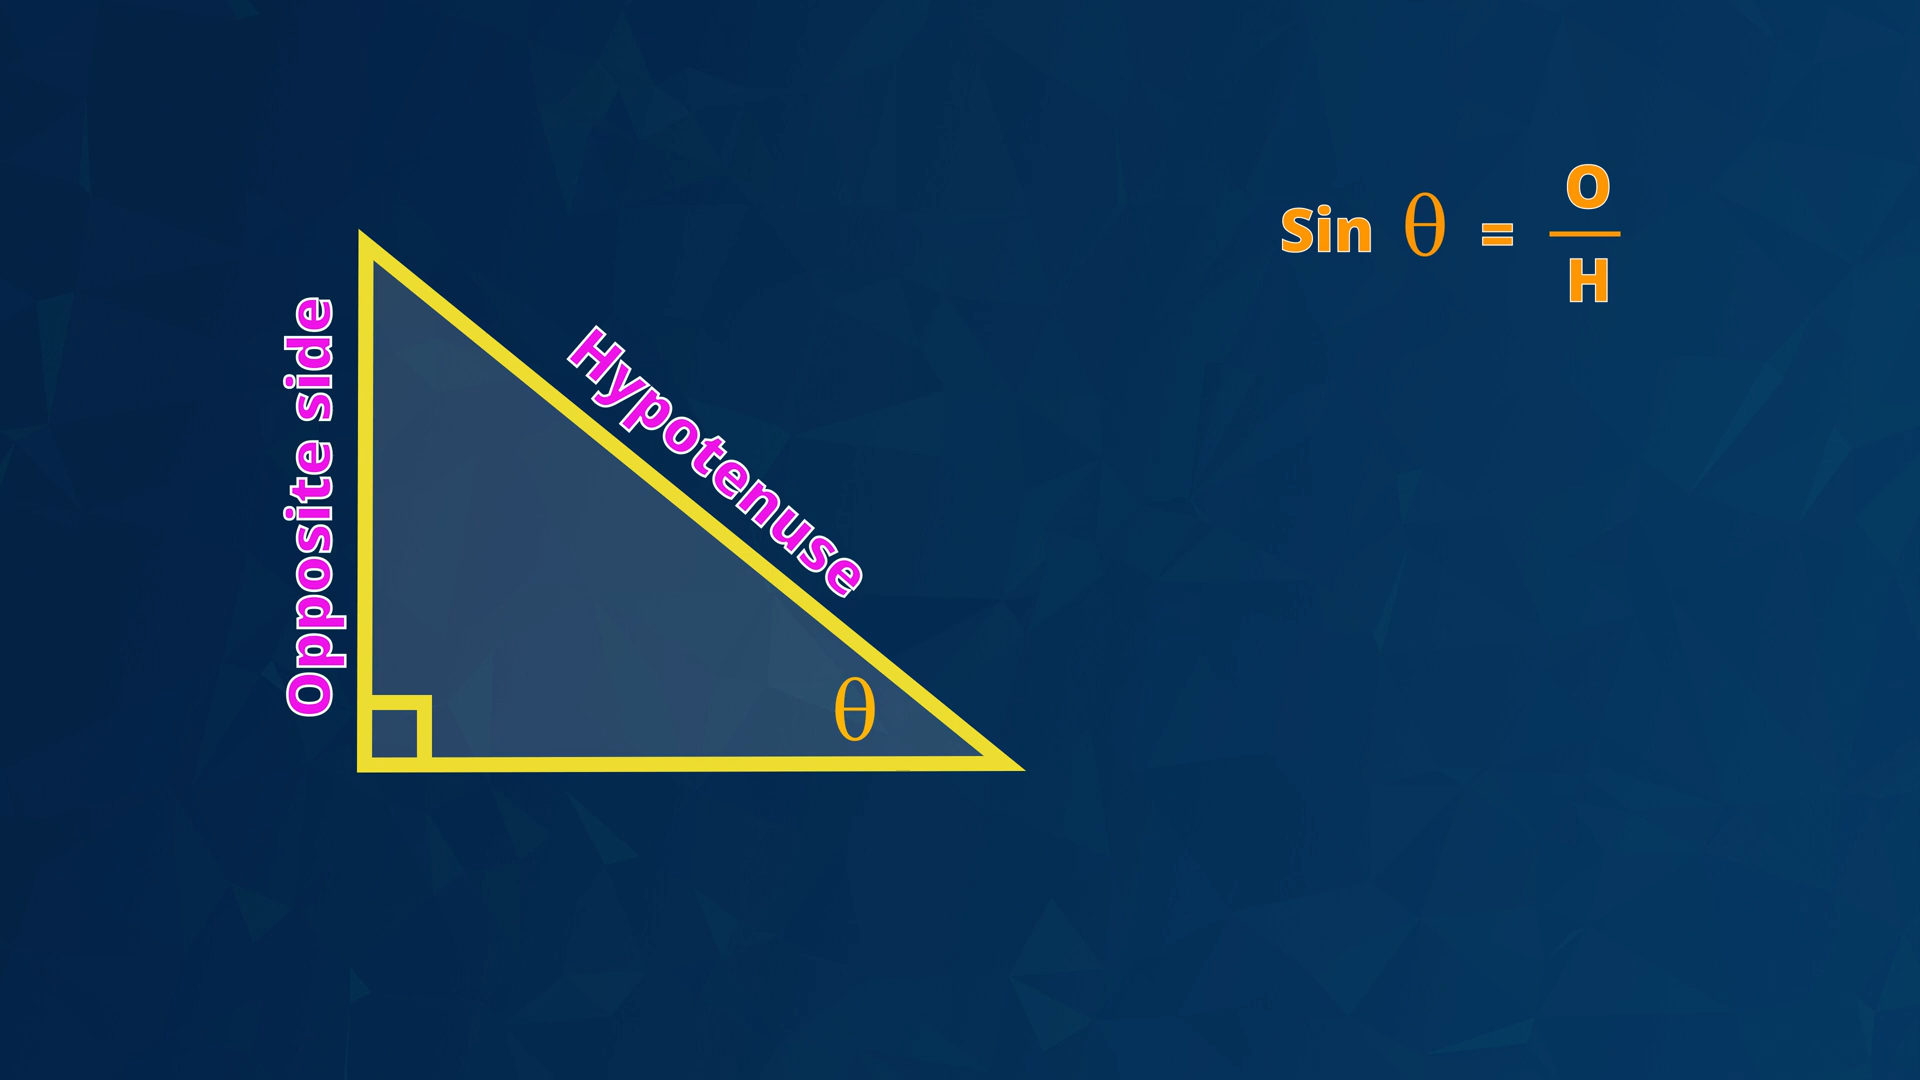 Opposite side
Hypotenuse
θ
Sin θ = O
H